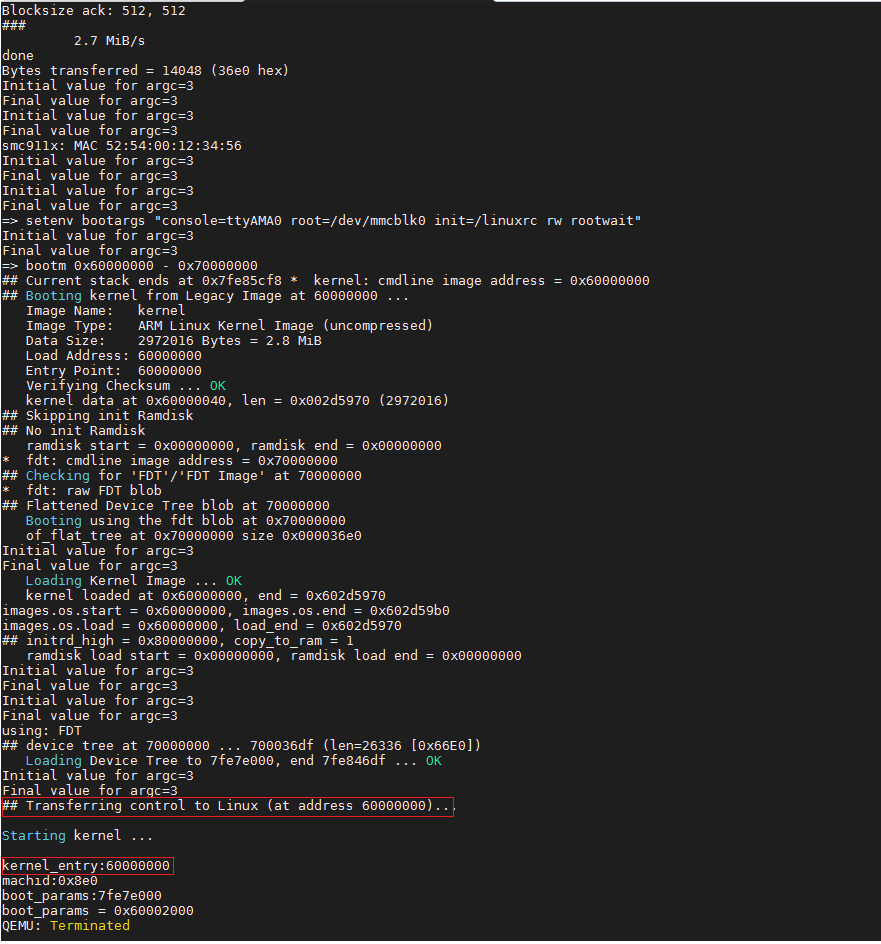 Blocksize ack: 512, 512
###
2.7 MiB/s
done
Bytes transferred = 14048 (36e0 hex)
Initial value for argc=3
Final value for argc=3
Initial value for argc=3
Final value for argc=3
smc911x: MAC 52:54:00:12:34:56
Initial value for argc=3
Final value for argc=3
Initial value for argc=3
Final value for argc=3
=> setenv bootargs "console=ttyAMA0 root=/dev/mmcblk0 init=/linuxrc rw rootwait"
Initial value for argc=3
Final value for argc=3
=> bootm 0x60000000 - 0x70000000
## Current stack ends at 0x7fe85cf8 *  kernel: cmdline image address = 0x60000000
## Booting kernel from Legacy Image at 60000000 ...
   Image Name:   kernel
   Image Type:   ARM Linux Kernel Image (uncompressed)
   Data Size:    2972016 Bytes = 2.8 MiB
   Load Address: 60000000
   Entry Point:  60000000
   Verifying Checksum ... OK
   kernel data at 0x60000040, len = 0x002d5970 (2972016)
## Skipping init Ramdisk
## No init Ramdisk
   ramdisk start = 0x00000000, ramdisk end = 0x00000000
*  fdt: cmdline image address = 0x70000000
## Checking for 'FDT'/'FDT Image' at 70000000
*  fdt: raw FDT blob
## Flattened Device Tree blob at 70000000
   Booting using the fdt blob at 0x70000000
   of_flat_tree at 0x70000000 size 0x000036e0
Initial value for argc=3
Final value for argc=3
   Loading Kernel Image ... OK
   kernel loaded at 0x60000000, end = 0x602d5970
images.os.start = 0x60000000, images.os.end = 0x602d59b0
images.os.load = 0x60000000, load_end = 0x602d5970
## initrd_high = 0x80000000, copy_to_ram = 1
   ramdisk load start = 0x00000000, ramdisk load end = 0x00000000
Initial value for argc=3
Final value for argc=3
Initial value for argc=3
Final value for argc=3
using: FDT
## device tree at 70000000 ... 700036df (len=26336 [0x66E0])
   Loading Device Tree to 7fe7e000, end 7fe846df ... OK
Initial value for argc=3
Final value for argc=3
## Transferring control to Linux (at address 60000000)...
Starting kernel ...
kernel_entry:60000000
machid:0x8e0
boot_params:7fe7e000
boot_params = 0x60002000
QEMU: Terminated